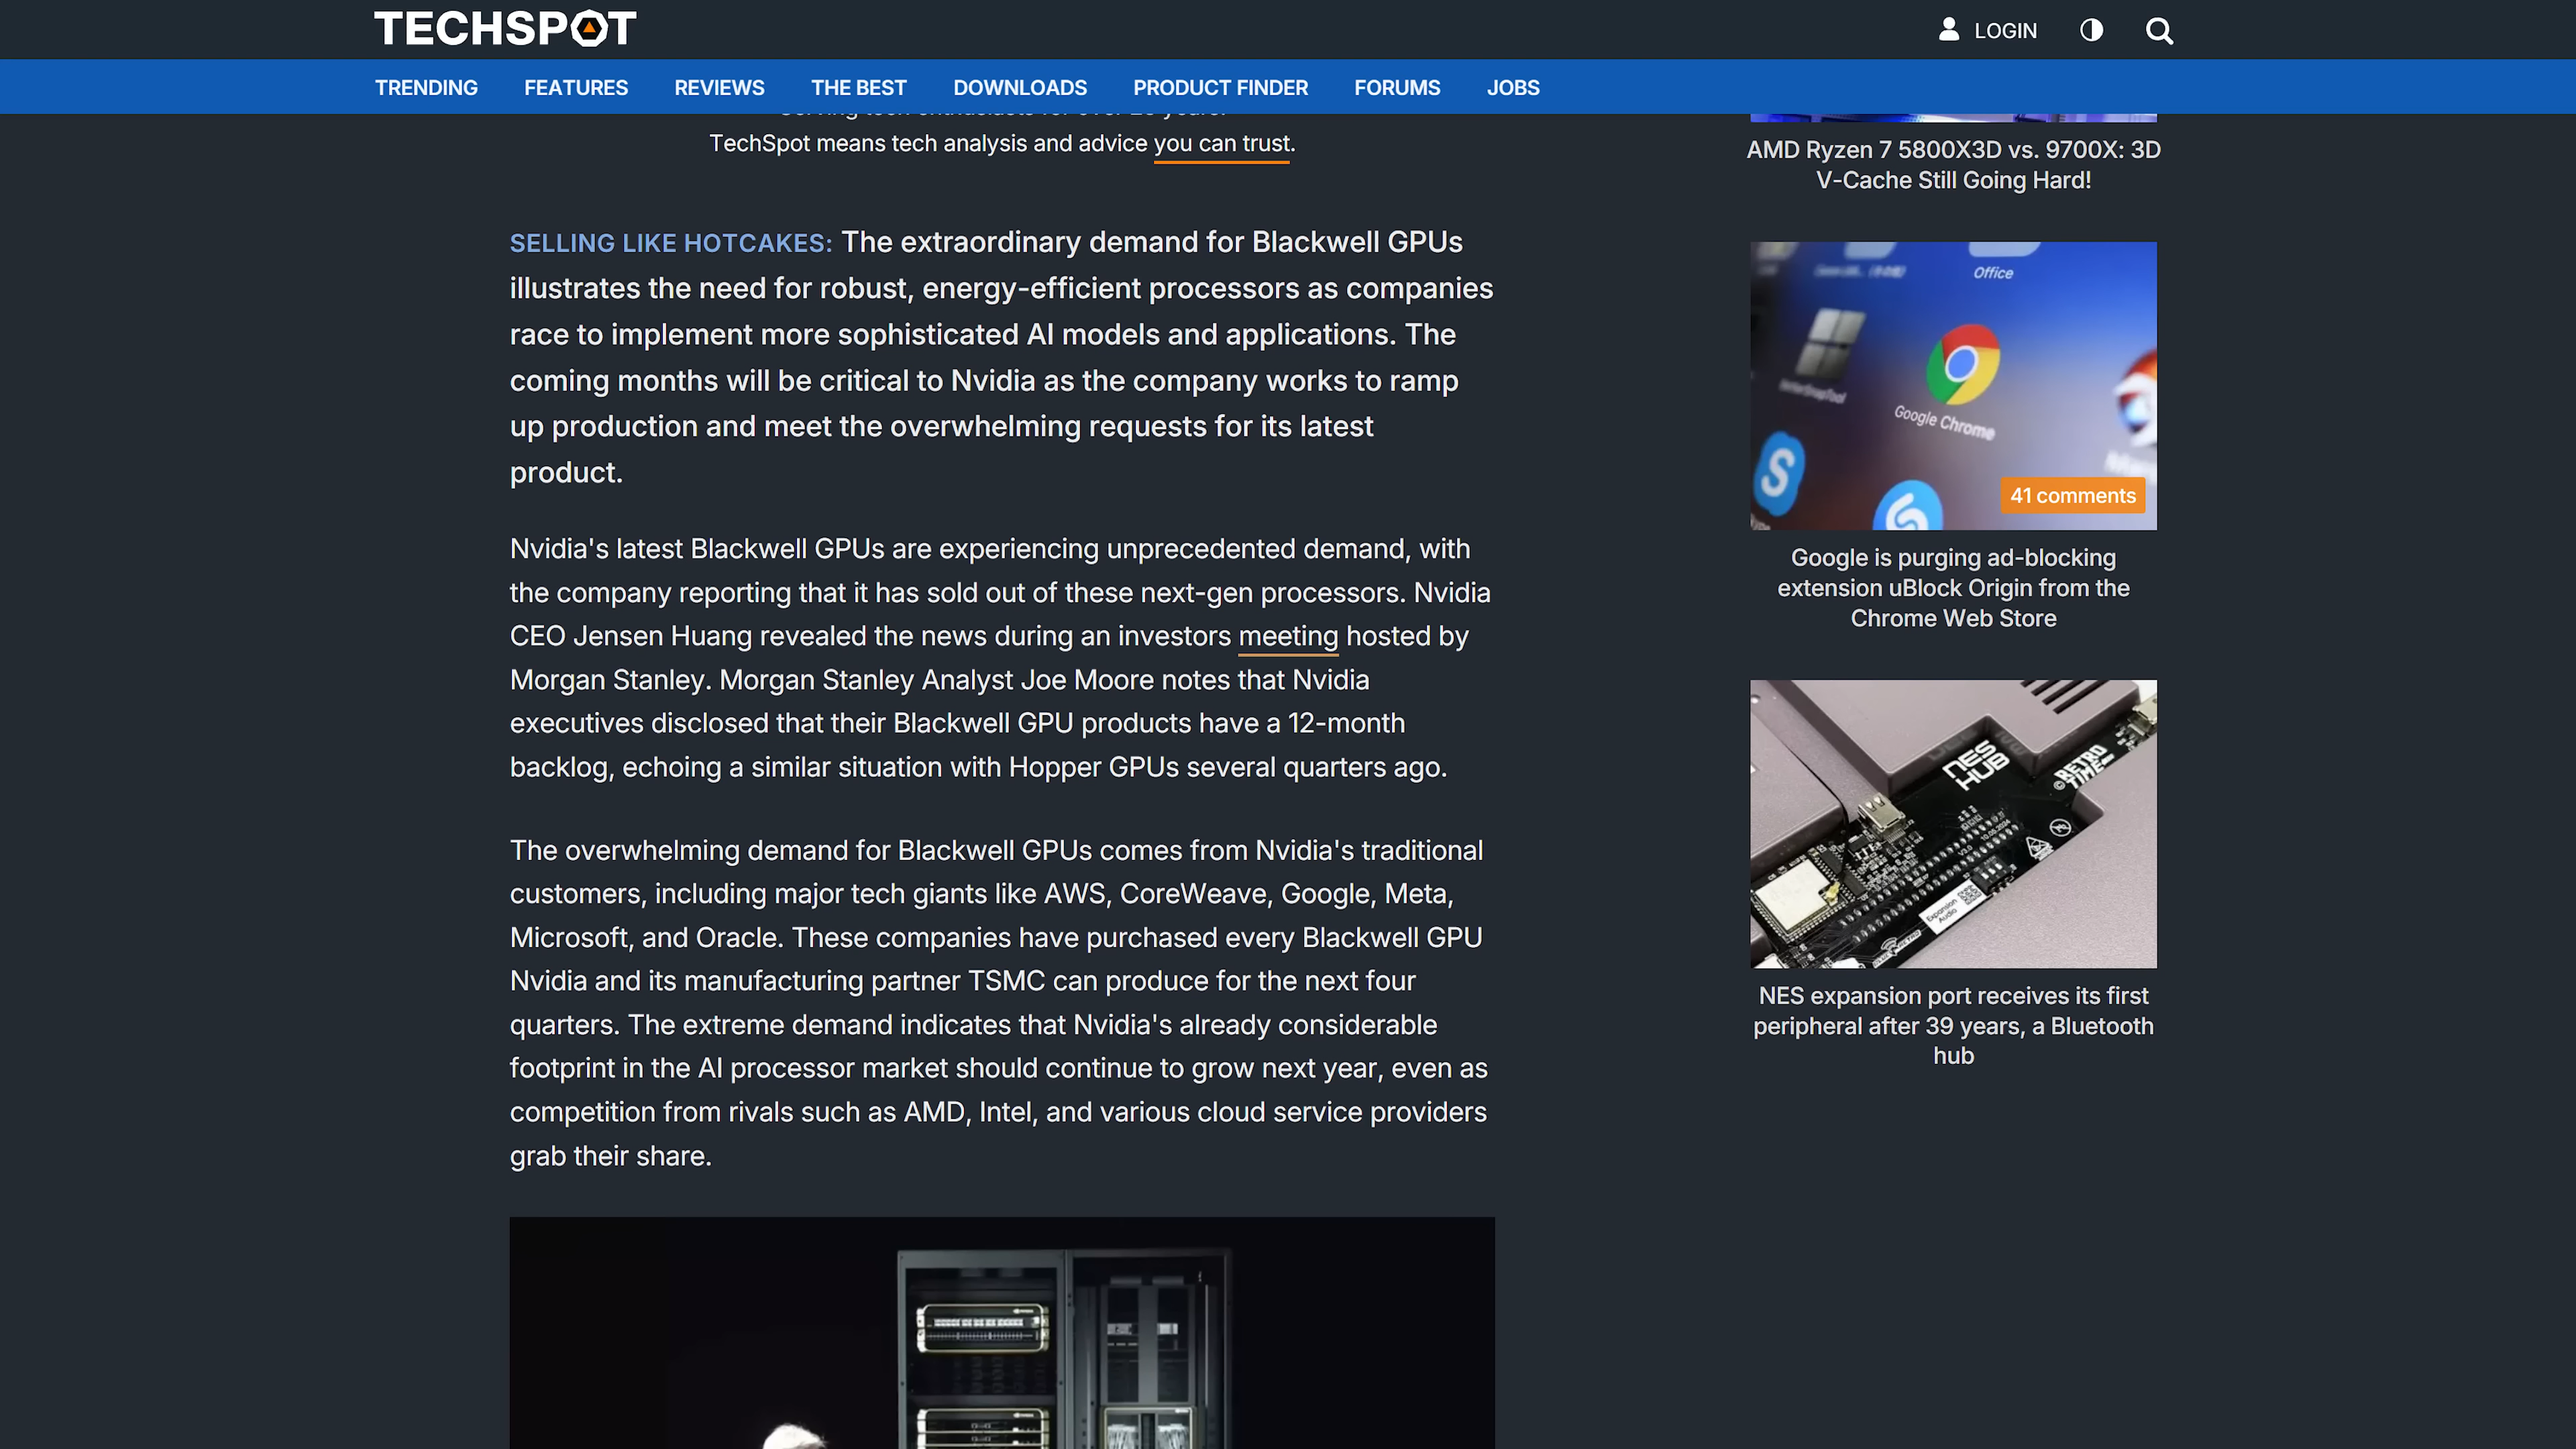 TECHSPOT
LOGIN
TRENDING FEATURES REVIEWS THE BEST DOWNLOADS PRODUCT FINDER FORUMS JOBS
TechSpot means tech analysis and advice you can trust.
SELLING LIKE HOTCAKES: The extraordinary demand for Blackwell GPUs
illustrates the need for robust, energy-efficient processors as companies
race to implement more sophisticated AI models and applications. The
coming months will be critical to Nvidia as the company works to ramp
up production and meet the overwhelming requests for its latest
product.
Nvidia's latest Blackwell GPUs are experiencing unprecedented demand, with
the company reporting that it has sold out of these next-gen processors. Nvidia
CEO Jensen Huang revealed the news during an investors meeting hosted by
Morgan Stanley. Morgan Stanley Analyst Joe Moore notes that Nvidia
executives disclosed that their Blackwell GPU products have a 12-month
backlog, echoing a similar situation with Hopper GPUs several quarters ago.
The overwhelming demand for Blackwell GPUs comes from Nvidia's traditional
customers, including major tech giants like AWS, CoreWeave, Google, Meta,
Microsoft, and Oracle. These companies have purchased every Blackwell GPU
Nvidia and its manufacturing partner TSMC can produce for the next four
quarters. The extreme demand indicates that Nvidia's already considerable
footprint in the AI processor market should continue to grow next year, even as
competition from rivals such as AMD, Intel, and various cloud service providers
grab their share.
AMD Ryzen 7 5800X3D vs. 9700X: 3D
V-Cache Still Going Hard!
Office
Google Chrome
41 comments
Google is purging ad-blocking
extension uBlock Origin from the
Chrome Web Store
NES
HUB
RETRO
TIME
Expansion
Audio
NES expansion port receives its first
peripheral after 39 years, a Bluetooth
hub